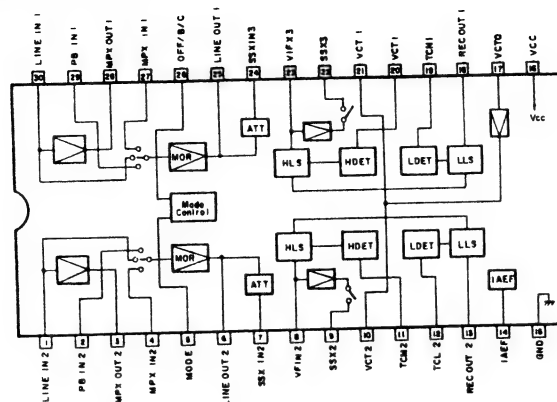 LINE IN 1
PB IN 1
MPX OUT 1
MPX IN 1
OFF/B/C
LINE OUT 1
SSX IN 3
VIFX 3
SSX3
VCT 1
VCT 1
TCN 1
REC OUT 1
VCTO
VCC
30 29 28 27 26 25 24 23 22 21 20 19 18 17 16
Vcc
ATT
MOR
HLS HDET LDET LLS
Mode Control
MOR
HLS HDET LDET LLS
ATT
IAEF
1 2 3 4 5 6 7 8 9 10 11 12 13 14 15
LINE IN 2
PB IN 2
MPX OUT 2
MPX IN 2
MODE
LINE OUT 2
SSX IN 2
VFIN 2
SSX 2
VCT 2
TCM 2
TCL 2
REC OUT 2
IAEF
GND